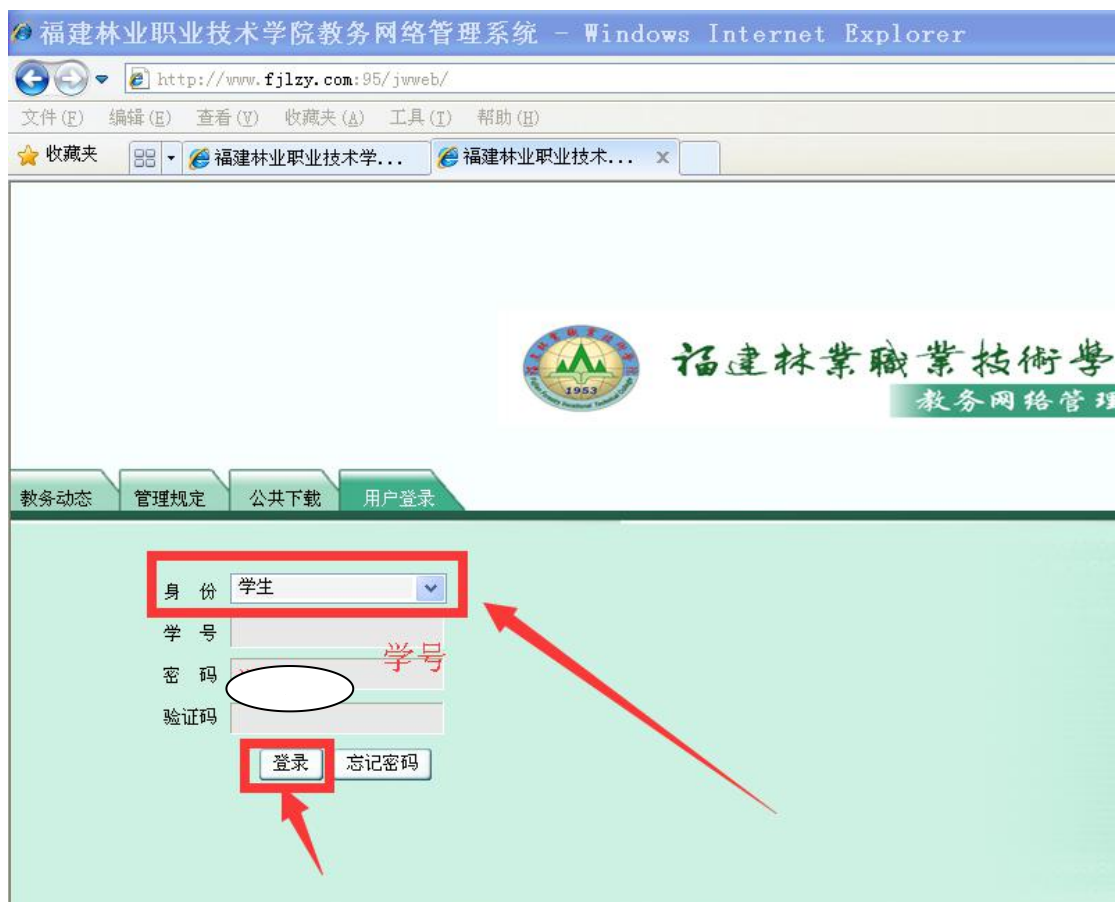 福建林业职业技术学院教务网络管理系统 - Windows Internet Explorer
http://www.fjlzy.com:95/jwweb/
文件(F) 编辑(E) 查看(V) 收藏夹(A) 工具(T) 帮助(H)
收藏夹 福建林业职业技术学... 福建林业职业技术... x
福建林業職業技術學
1953
教务网络管理
教务动态 管理规定 公共下载 用户登录
身 份 学生
学 号
学号
密 码
验证码
登录 忘记密码